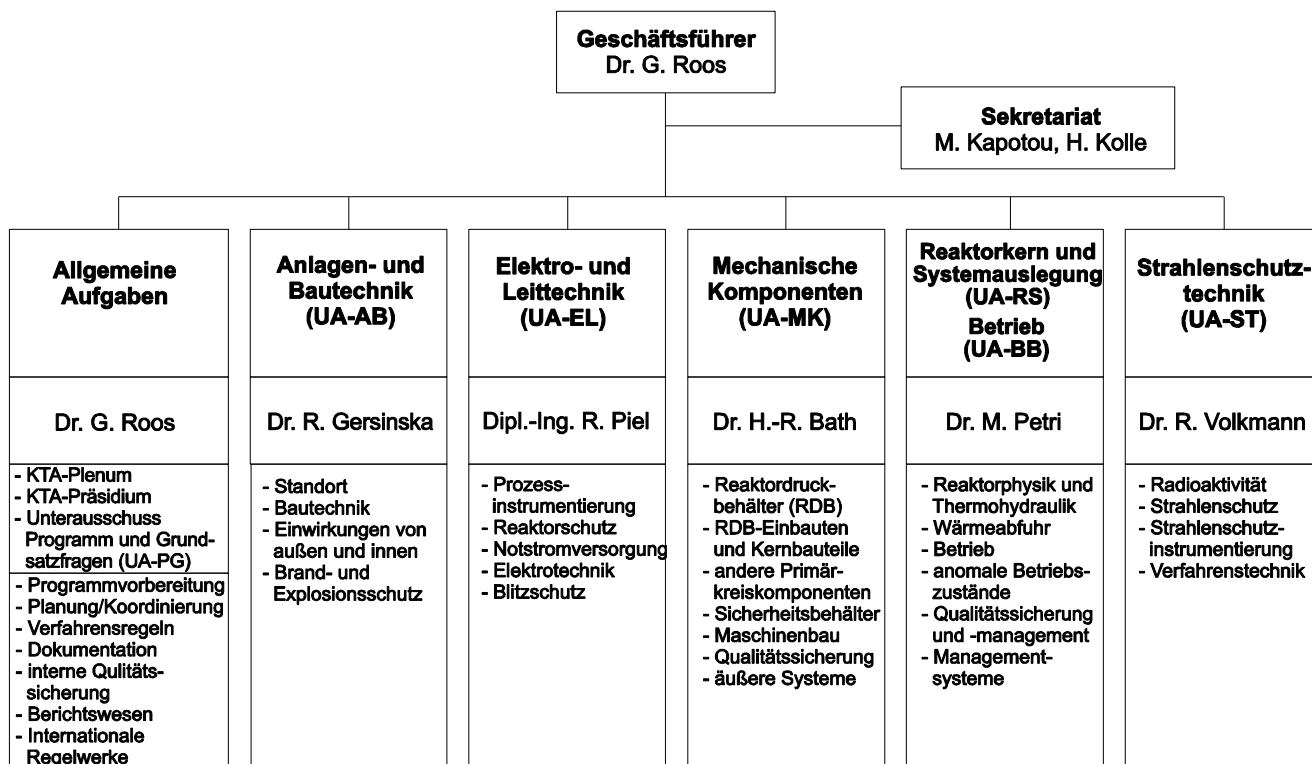 Geschäftsführer
Dr. G. Roos
Sekretariat
M. Kapotou, H. Kolle
Allgemeine
Aufgaben
Dr. G. Roos
- KTA-Plenum
- KTA-Präsidium
- Unterausschuss
Programm und Grund-
satzfragen (UA-PG)
- Programmvorbereitung
- Planung/Koordinierung
- Verfahrensregeln
- Dokumentation
- interne Qulitäts-
sicherung
- Berichtswesen
- Internationale
Regelwerke
Anlagen- und
Bautechnik
(UA-AB)
Dr. R. Gersinska
- Standort
- Bautechnik
- Einwirkungen von
außen und innen
- Brand- und
Explosionsschutz
Elektro- und
Leittechnik
(UA-EL)
Dipl.-Ing. R. Piel
- Prozess-
instrumentierung
- Reaktorschutz
- Notstromversorgung
- Elektrotechnik
- Blitzschutz
Mechanische
Komponenten
(UA-MK)
Dr. H.-R. Bath
- Reaktordruck-
behälter (RDB)
- RDB-Einbauten
und Kernbauteile
- andere Primär-
kreiskomponenten
- Sicherheitsbehälter
- Maschinenbau
- Qualitätssicherung
- äußere Systeme
Reaktorkern und
Systemauslegung
(UA-RS)
Betrieb
(UA-BB)
Dr. M. Petri
- Reaktorphysik und
Thermohydraulik
- Wärmeabfuhr
- Betrieb
- anomale Betriebs-
zustände
- Qualitätssicherung
und -management
- Management-
systeme
Strahlenschutz-
technik
(UA-ST)
Dr. R. Volkmann
- Radioaktivität
- Strahlenschutz
- Strahlenschutz-
instrumentierung
- Verfahrenstechnik